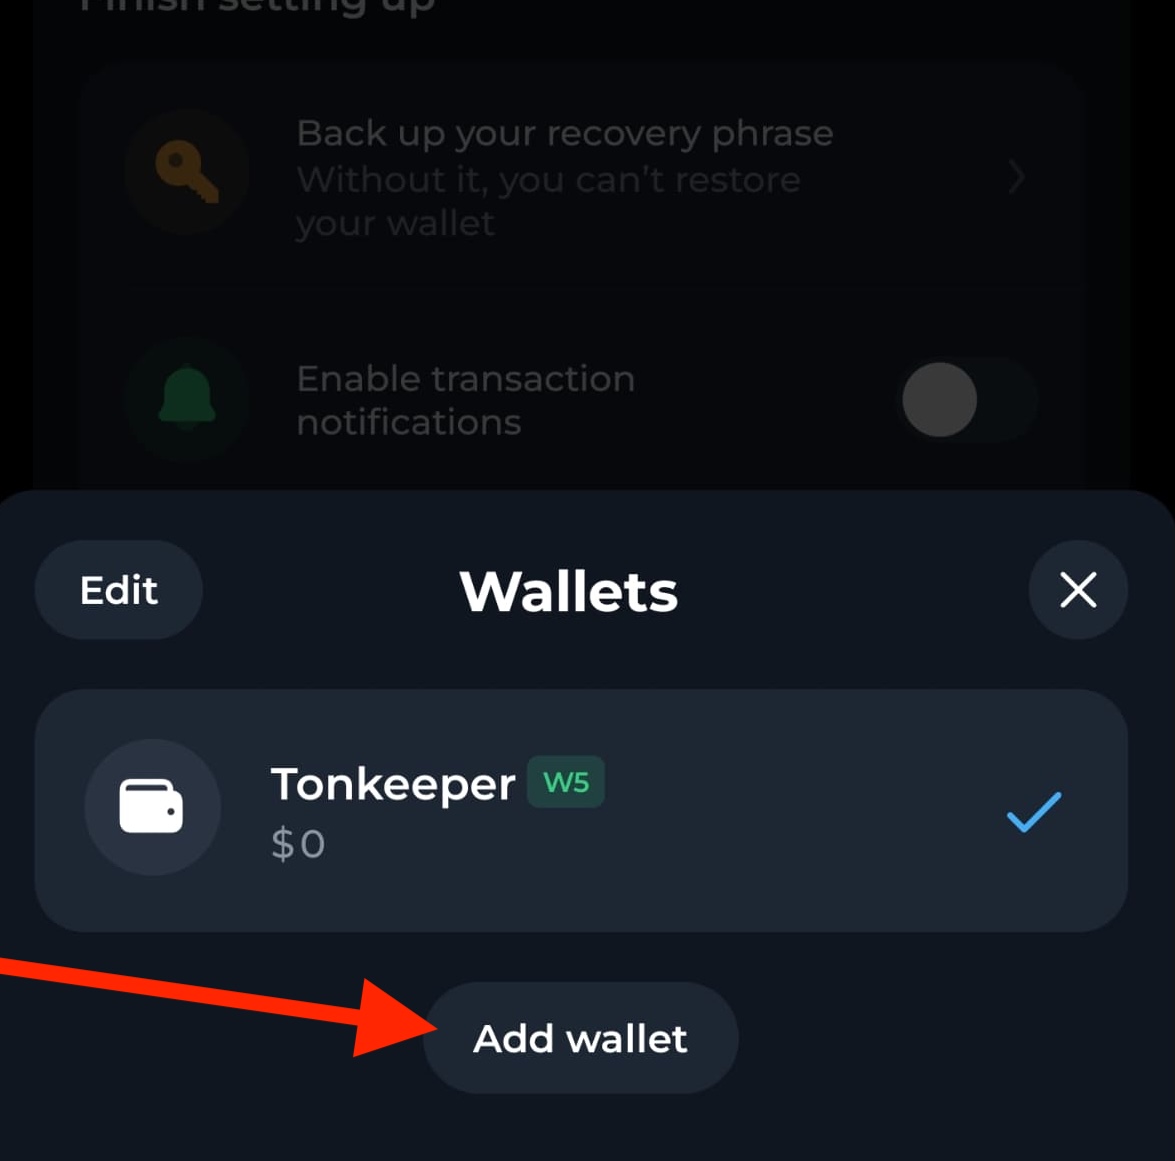 Finish setting up
Back up your recovery phrase
Without it, you can’t restore
your wallet
Enable transaction
notifications
Edit
Wallets
Tonkeeper W5
$0
Add wallet